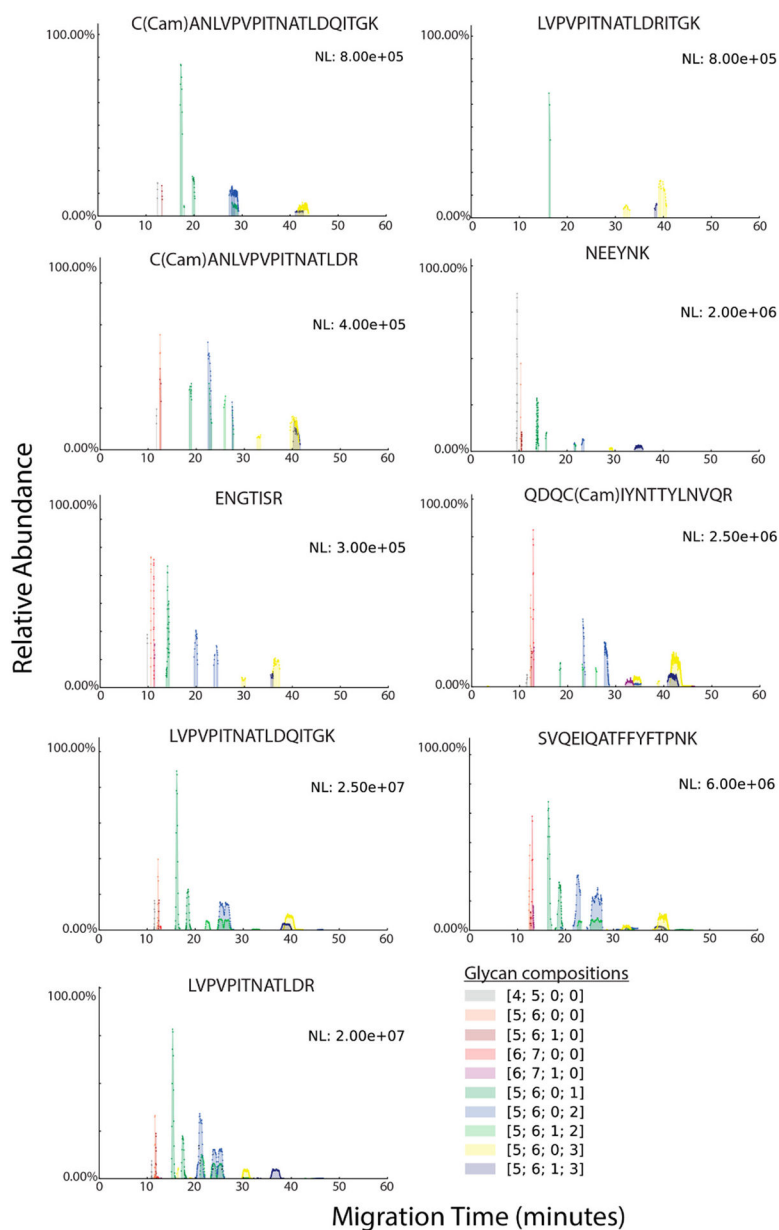 C(Cam)ANLVPVPITNATLDQITGK
100.00%
NL: 8.00e+05
0.00%
0 10 20 30 40 50 60
LVPVPITNATLDRITGK
100.00%
NL: 8.00e+05
0.00%
0 10 20 30 40 50 60
C(Cam)ANLVPVPITNATLDR
100.00%
NL: 4.00e+05
0.00%
0 10 20 30 40 50 60
NEEYNK
100.00%
NL: 2.00e+06
0.00%
0 10 20 30 40 50 60
ENGTISR
100.00%
NL: 3.00e+05
0.00%
0 10 20 30 40 50 60
QDQC(Cam)IYNTTYLNVQR
100.00%
NL: 2.50e+06
0.00%
0 10 20 30 40 50 60
LVPVPITNATLDQITGK
100.00%
NL: 2.50e+07
0.00%
0 10 20 30 40 50 60
SVQEIQATFFYFTPNK
100.00%
NL: 6.00e+06
0.00%
0 10 20 30 40 50 60
LVPVPITNATLDR
100.00%
NL: 2.00e+07
0.00%
0 10 20 30 40 50 60
Glycan compositions
[4; 5; 0; 0]
[5; 6; 0; 0]
[5; 6; 1; 0]
[6; 7; 0; 0]
[6; 7; 1; 0]
[5; 6; 0; 1]
[5; 6; 0; 2]
[5; 6; 1; 2]
[5; 6; 0; 3]
[5; 6; 1; 3]
Relative Abundance
Migration Time (minutes)